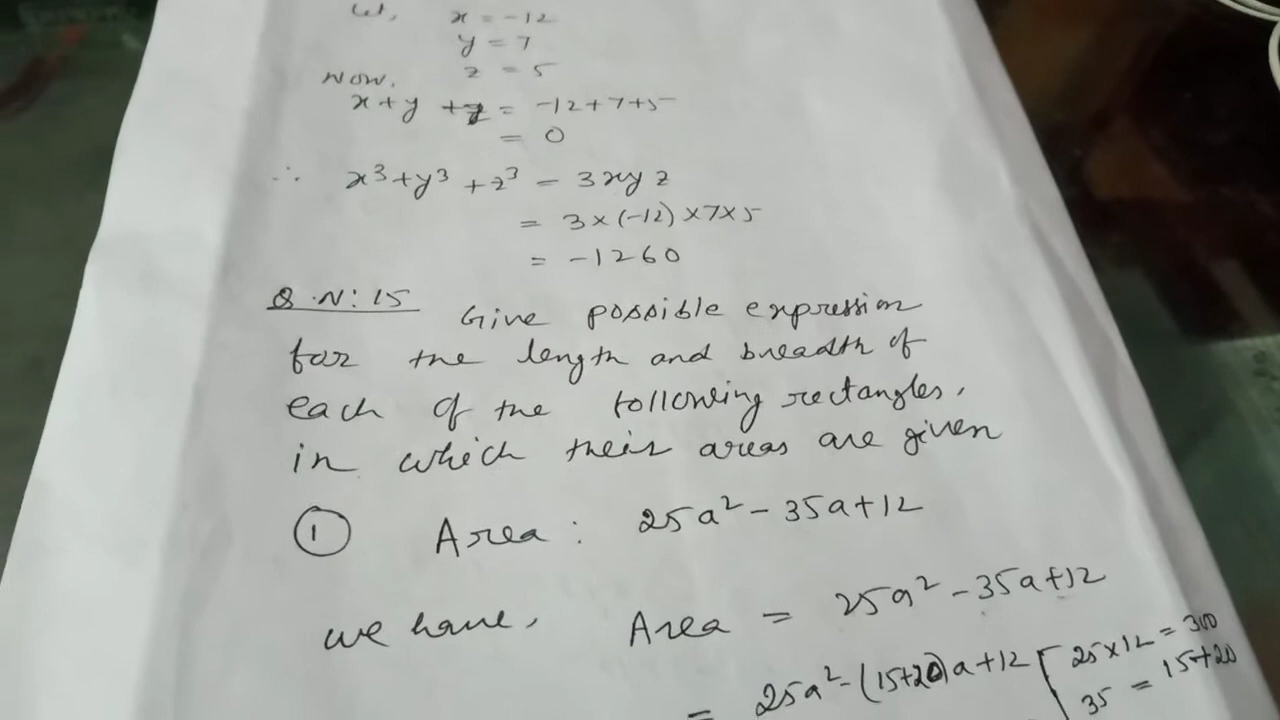 Let, x = -12
y = 7
z = 5
Now,
x + y + z = -12 + 7 + 5
= 0
∴ x³ + y³ + z³ - 3xyz
= 3 × (-12) × 7 × 5
= -1260
Q.N: 15 Give possible expression
for the length and breadth of
each of the following rectangles,
in which their areas are given
① Area : 25a² - 35a + 12
we have, Area = 25a² - 35a + 12
= 25a² - (15+20)a + 12 [ 25 × 12 = 300
35 = 15 + 20